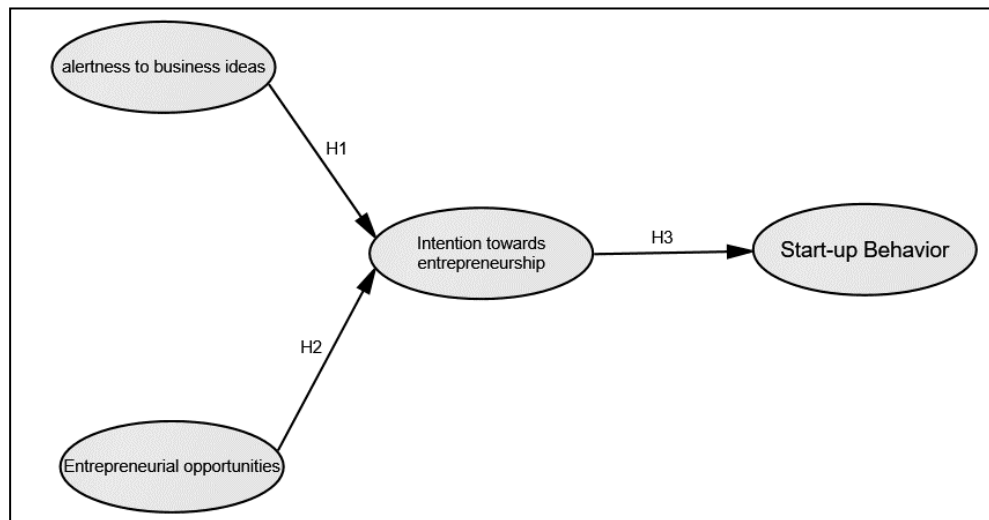 alertness to business ideas
H1
Intention towards
entrepreneurship
H3
Start-up Behavior
H2
Entrepreneurial opportunities